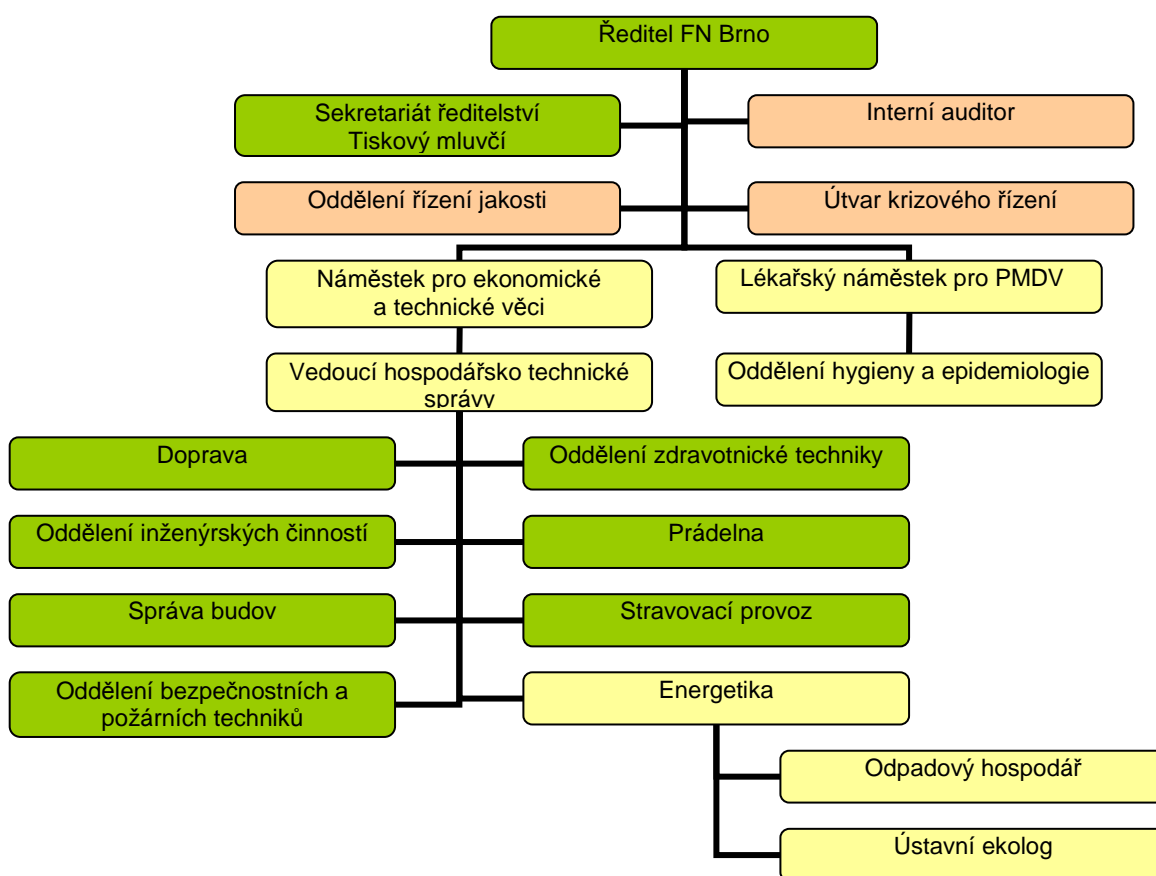 Ředitel FN Brno
Sekretariát ředitelství
Tiskový mluvčí
Interní auditor
Oddělení řízení jakosti
Útvar krizového řízení
Náměstek pro ekonomické
a technické věci
Lékařský náměstek pro PMDV
Vedoucí hospodářsko technické
správy
Oddělení hygieny a epidemiologie
Doprava
Oddělení zdravotnické techniky
Oddělení inženýrských činností
Prádelna
Správa budov
Stravovací provoz
Oddělení bezpečnostních a
požárních techniků
Energetika
Odpadový hospodář
Ústavní ekolog